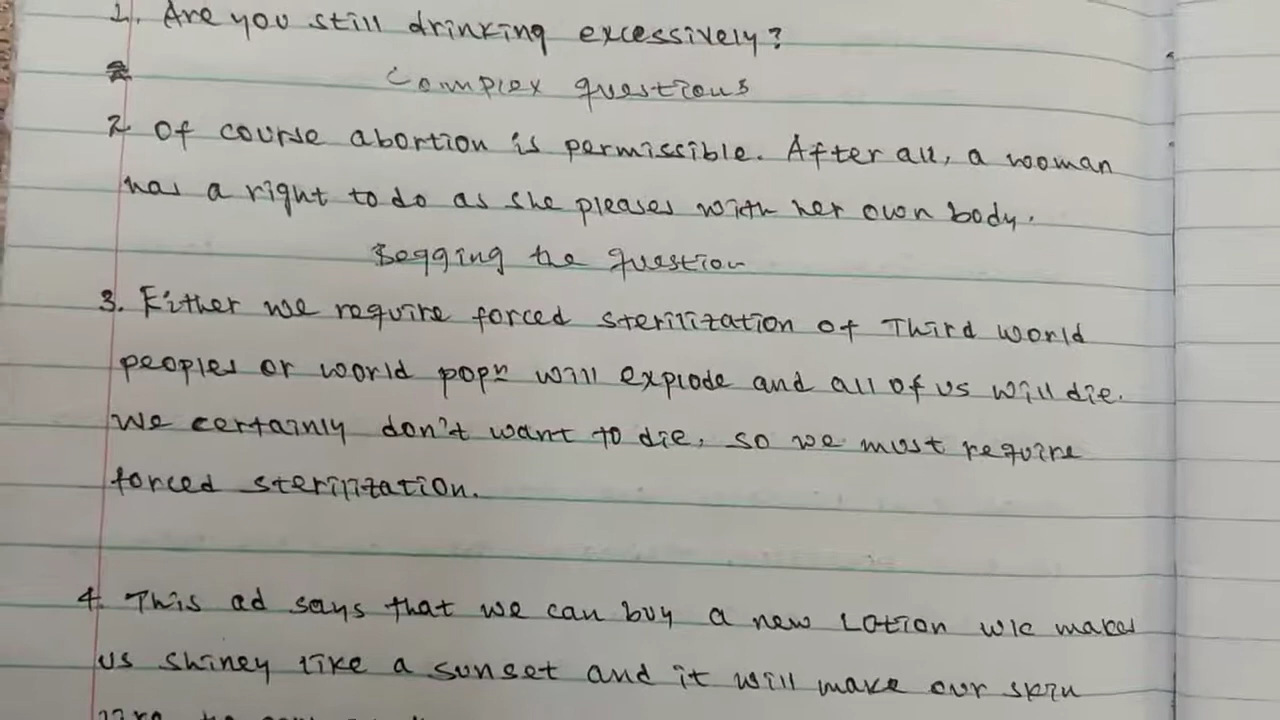 1. Are you still drinking excessively?
Complex questions
2 Of course abortion is permissible. After all, a woman
has a right to do as she pleases with her own body.
Begging the question
3. Either we require forced sterilization of Third world
peoples or world popn will explode and all of us will die.
We certainly don't want to die, so we must require
forced sterilization.
4. This ad says that we can buy a new Lotion wlc makes
us shiney like a sunset and it will make our skin